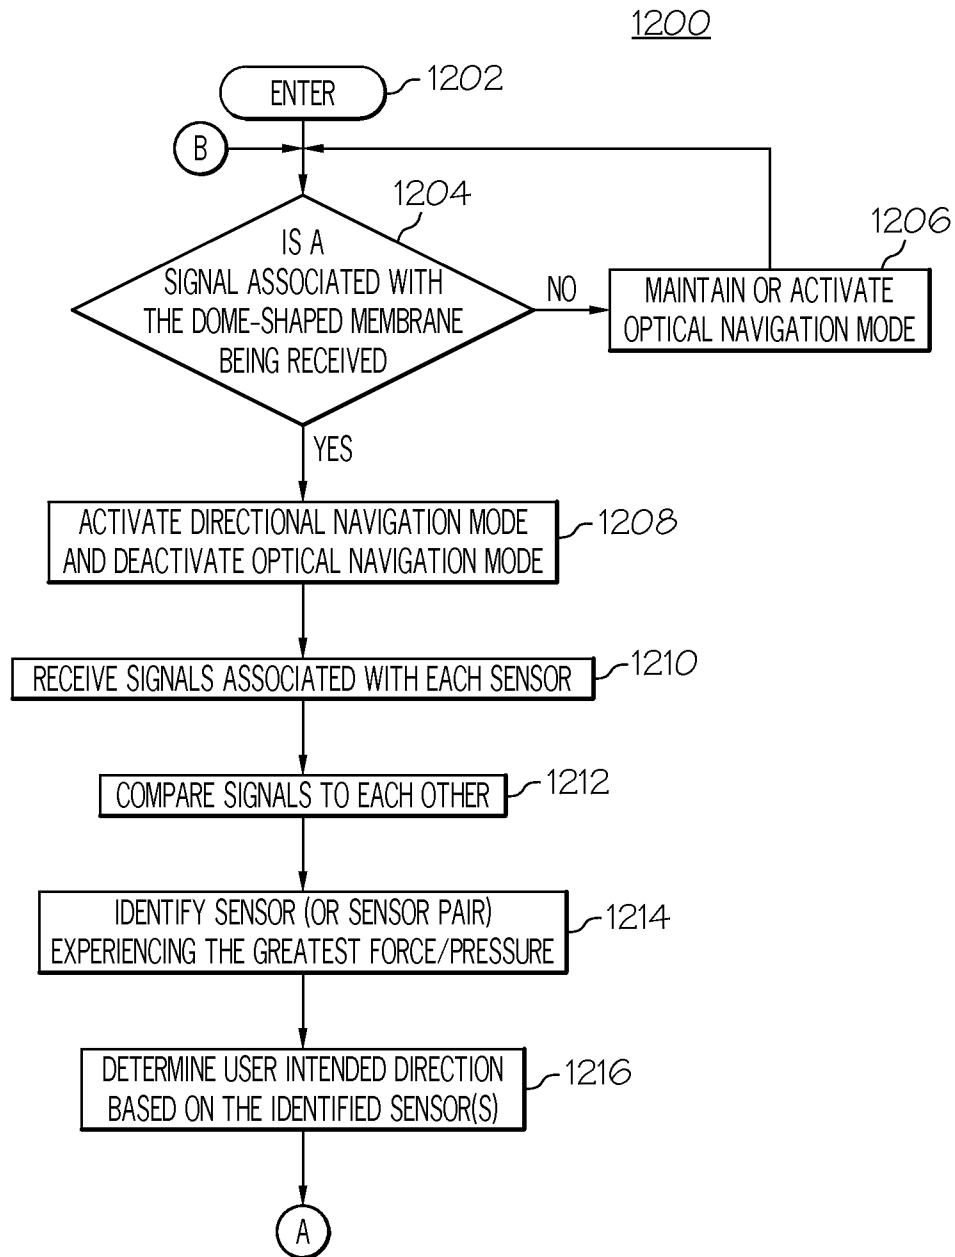 1200
ENTER
1202
B
1204
IS A
SIGNAL ASSOCIATED WITH
THE DOME-SHAPED MEMBRANE
BEING RECEIVED
NO
1206
MAINTAIN OR ACTIVATE
OPTICAL NAVIGATION MODE
YES
ACTIVATE DIRECTIONAL NAVIGATION MODE
AND DEACTIVATE OPTICAL NAVIGATION MODE
1208
RECEIVE SIGNALS ASSOCIATED WITH EACH SENSOR
1210
COMPARE SIGNALS TO EACH OTHER
1212
IDENTIFY SENSOR (OR SENSOR PAIR)
EXPERIENCING THE GREATEST FORCE/PRESSURE
1214
DETERMINE USER INTENDED DIRECTION
BASED ON THE IDENTIFIED SENSOR(S)
1216
A